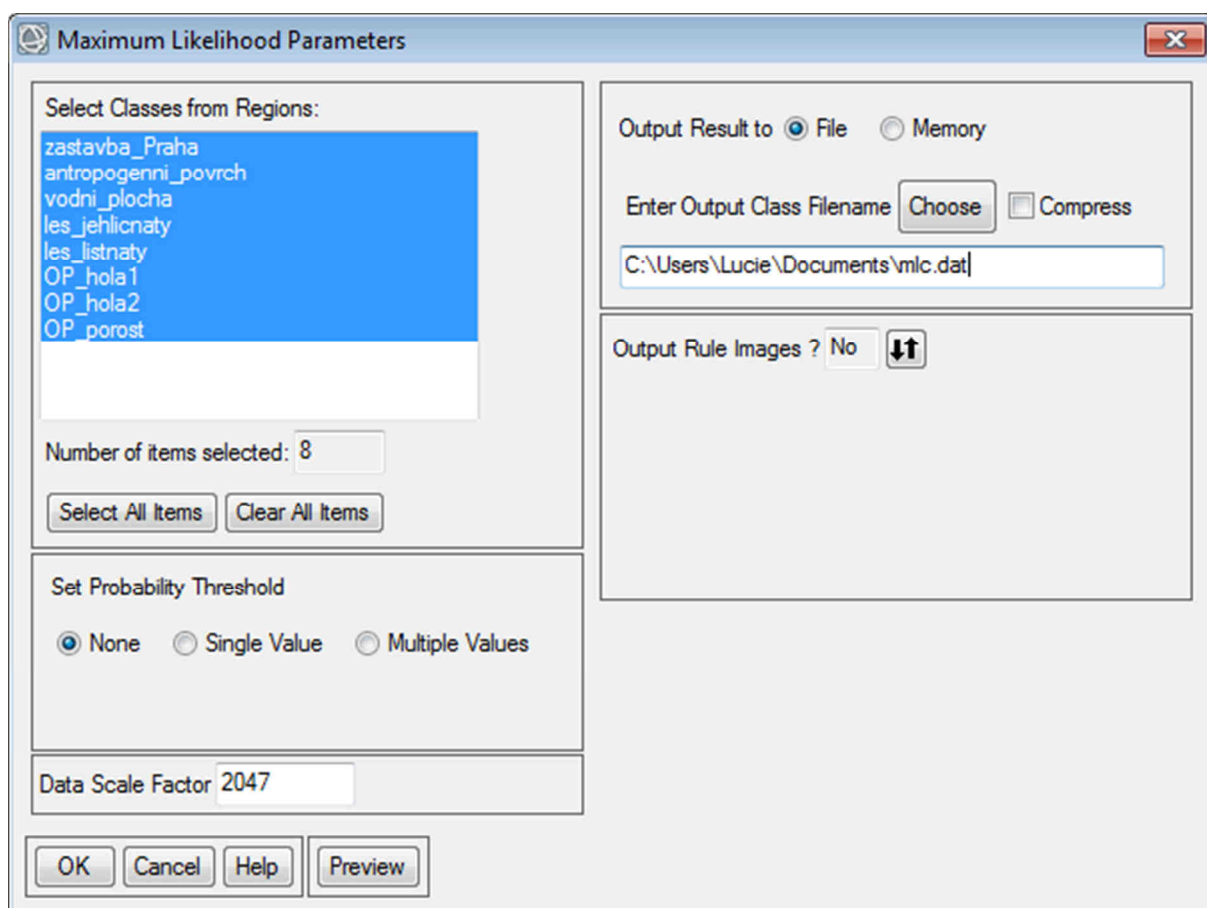 Maximum Likelihood Parameters
Select Classes from Regions:
zastavba_Praha
antropogenni_povrch
vodni_plocha
les_jehlicnaty
les_listnaty
OP_hola1
OP_hola2
OP_porost
Number of items selected: 8
Select All Items Clear All Items
Set Probability Threshold
None Single Value Multiple Values
Data Scale Factor 2047
OK Cancel Help Preview
Output Result to File Memory
Enter Output Class Filename Choose Compress
C:\Users\Lucie\Documents\mlc.dat
Output Rule Images ? No